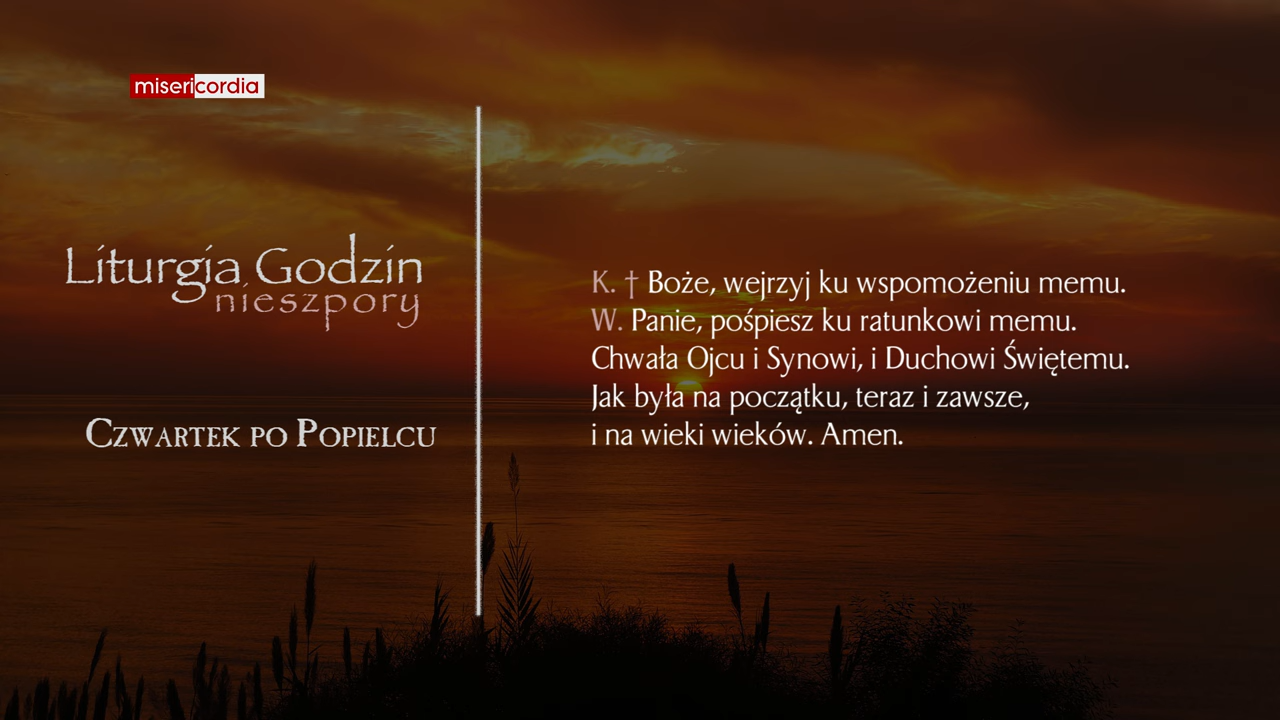 misericordia
Liturgia Godzin
nieszpory
Czwartek po Popielcu
K. † Boże, wejrzyj ku wspomożeniu memu.
W. Panie, pośpiesz ku ratunkowi memu.
Chwała Ojcu i Synowi, i Duchowi Świętemu.
Jak była na początku, teraz i zawsze,
i na wieki wieków. Amen.